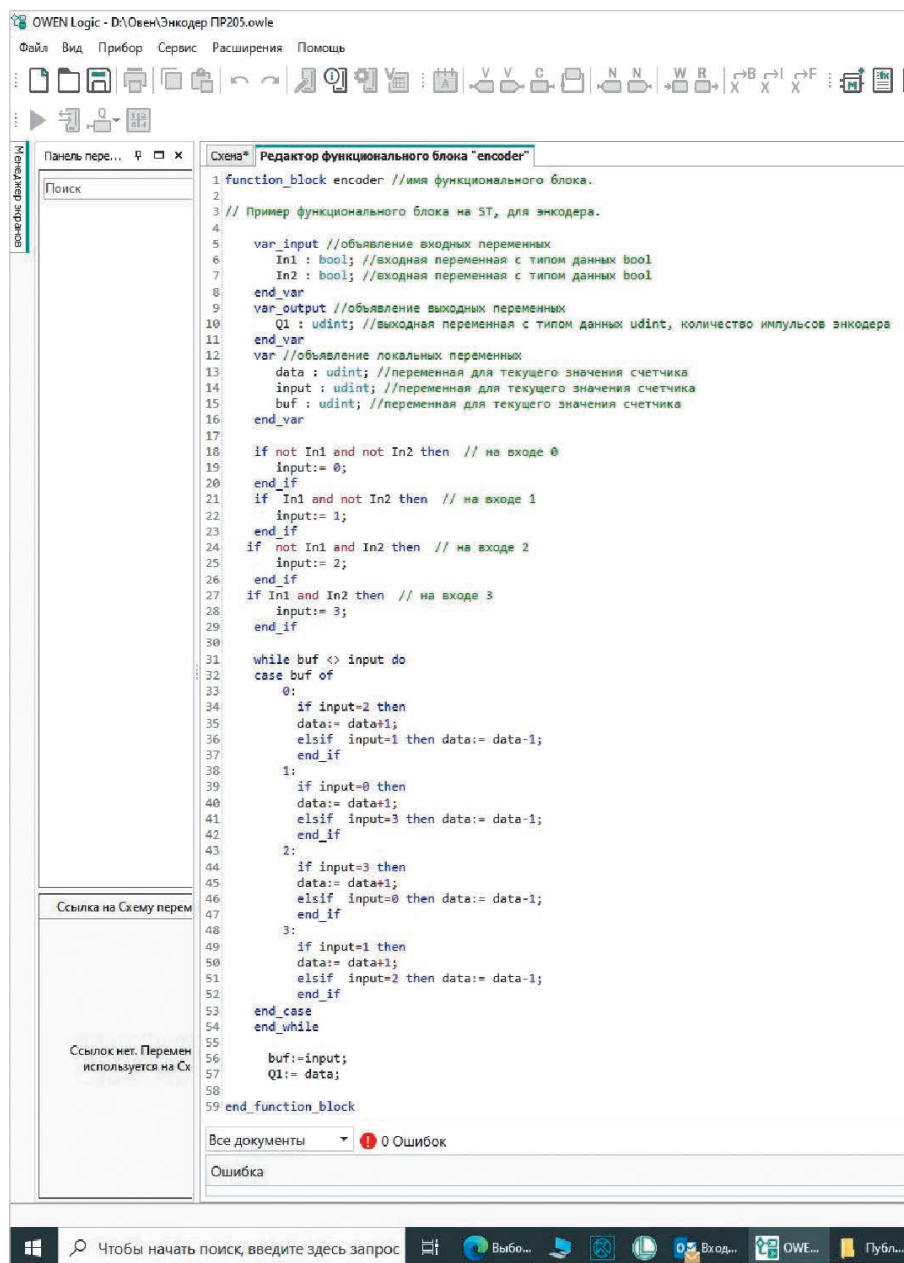 OWEN Logic - D:\Овен\Энкодер ПР205.owle
Файл Вид Прибор Сервис Расширения Помощь
Менеджер экранов
Панель пере...
Поиск
Схема* Редактор функционального блока "encoder"
1 function_block encoder //имя функционального блока.
2
3 // Пример функционального блока на ST, для энкодера.
4
5 var_input //объявление входных переменных
6 In1 : bool; //входная переменная с типом данных bool
7 In2 : bool; //входная переменная с типом данных bool
8 end_var
9 var_output //объявление выходных переменных
10 Q1 : udint; //выходная переменная с типом данных udint, количество импульсов энкодера
11 end_var
12 var //объявление локальных переменных
13 data : udint; //переменная для текущего значения счетчика
14 input : udint; //переменная для текущего значения счетчика
15 buf : udint; //переменная для текущего значения счетчика
16 end_var
17
18 if not In1 and not In2 then // на входе 0
19 input:= 0;
20 end_if
21 if In1 and not In2 then // на входе 1
22 input:= 1;
23 end_if
24 if not In1 and In2 then // на входе 2
25 input:= 2;
26 end_if
27 if In1 and In2 then // на входе 3
28 input:= 3;
29 end_if
30
31 while buf <> input do
32 case buf of
33 0:
34 if input=2 then
35 data:= data+1;
36 elsif input=1 then data:= data-1;
37 end_if
38 1:
39 if input=0 then
40 data:= data+1;
41 elsif input=3 then data:= data-1;
42 end_if
43 2:
44 if input=3 then
45 data:= data+1;
46 elsif input=0 then data:= data-1;
47 end_if
48 3:
49 if input=1 then
50 data:= data+1;
51 elsif input=2 then data:= data-1;
52 end_if
53 end_case
54 end_while
55
56 buf:=input;
57 Q1:= data;
58
59 end_function_block
Ссылка на Схему перем
Ссылок нет. Перемен
используется на Сх
Все документы 0 Ошибок
Ошибка
Чтобы начать поиск, введите здесь запрос Выбо... Вход... OWE... Публ...